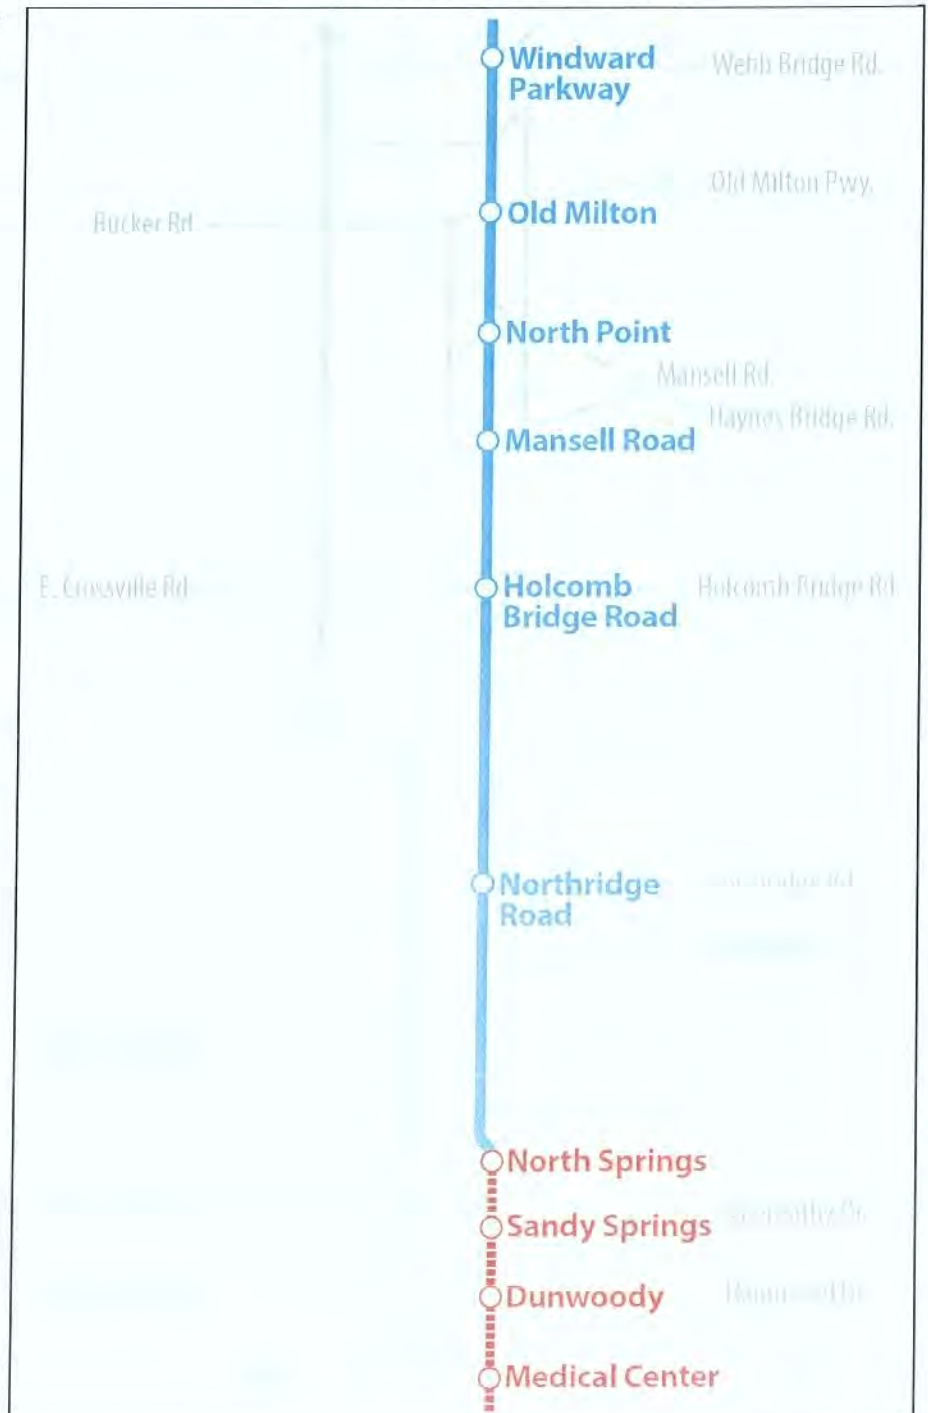 Windward
Parkway
Webb Bridge Rd.
Old Milton Pwy.
Old Milton
Rucker Rd.
North Point
Mansell Rd.
Haynes Bridge Rd.
Mansell Road
E. Crossville Rd.
Holcomb
Bridge Road
Holcomb Bridge Rd.
Northridge
Road
North Springs
Sandy Springs
Dunwoody
Medical Center